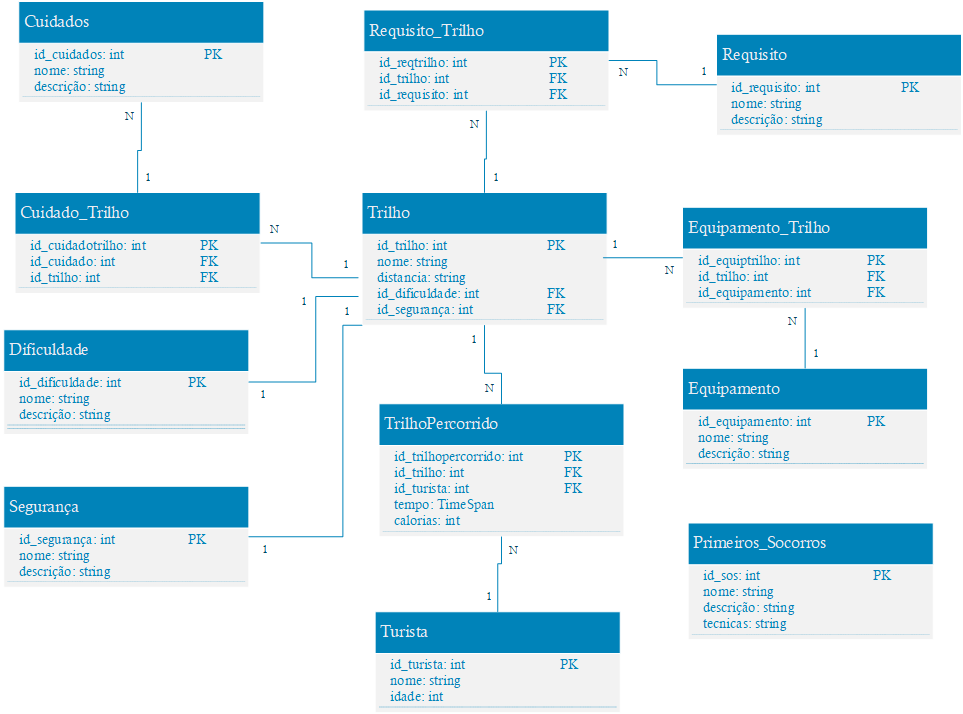 Cuidados
id_cuidados: int PK
nome: string
descrição: string
N
1
Requisito_Trilho
id_reqtrilho: int PK
id_trilho: int FK
id_requisito: int FK
N
1
N
1
Requisito
id_requisito: int PK
nome: string
descrição: string
Cuidado_Trilho
id_cuidadotrilho: int PK
id_cuidado: int FK
id_trilho: int FK
N
1
Trilho
id_trilho: int PK
nome: string
distancia: string
id_dificuldade: int FK
id_segurança: int FK
1
N
Equipamento_Trilho
id_equiptrilho: int PK
id_trilho: int FK
id_equipamento: int FK
N
1
1
1
Dificuldade
id_dificuldade: int PK
nome: string
descrição: string
1
1
N
Equipamento
id_equipamento: int PK
nome: string
descrição: string
TrilhoPercorrido
id_trilhopercorrido: int PK
id_trilho: int FK
id_turista: int FK
tempo: TimeSpan
calorias: int
N
1
Segurança
id_segurança: int PK
nome: string
descrição: string
1
Primeiros_Socorros
id_sos: int PK
nome: string
descrição: string
tecnicas: string
Turista
id_turista: int PK
nome: string
idade: int